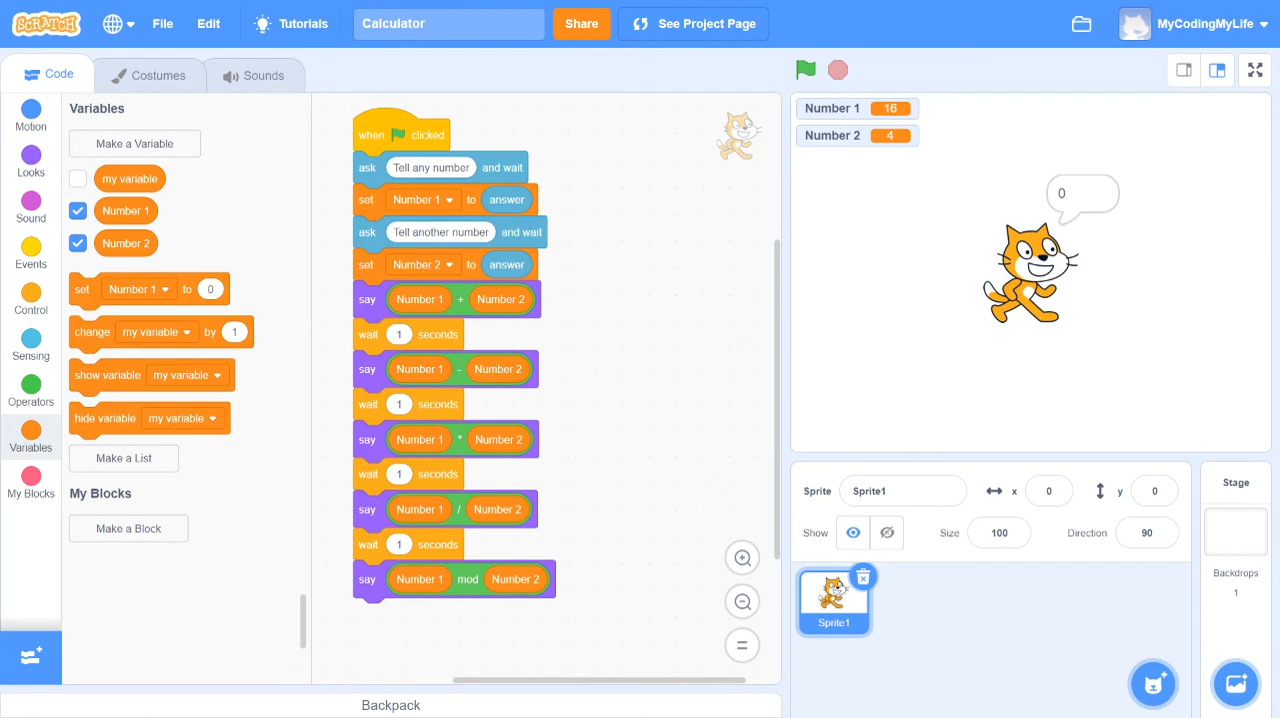 SCRATCH File Edit Tutorials Calculator Share See Project Page MyCodingMyLife
Code Costumes Sounds
Motion
Looks
Sound
Events
Control
Sensing
Operators
Variables
My Blocks
Variables
Make a Variable
my variable
Number 1
Number 2
set Number 1 to 0
change my variable by 1
show variable my variable
hide variable my variable
Make a List
My Blocks
Make a Block
when clicked
ask Tell any number and wait
set Number 1 to answer
ask Tell another number and wait
set Number 2 to answer
say Number 1 + Number 2
wait 1 seconds
say Number 1 - Number 2
wait 1 seconds
say Number 1 * Number 2
wait 1 seconds
say Number 1 / Number 2
wait 1 seconds
say Number 1 mod Number 2
Backpack
Number 1 16
Number 2 4
0
Sprite Sprite1 x 0 y 0
Show Size 100 Direction 90
Sprite1
Stage
Backdrops
1